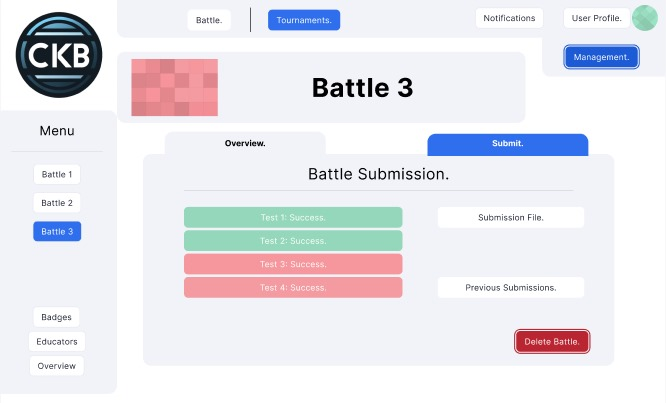 CKB
Battle.
Tournaments.
Notifications
User Profile.
Management.
Battle 3
Menu
Battle 1
Battle 2
Battle 3
Badges
Educators
Overview
Overview.
Submit.
Battle Submission.
Test 1: Success.
Submission File.
Test 2: Success.
Test 3: Success.
Test 4: Success.
Previous Submissions.
Delete Battle.